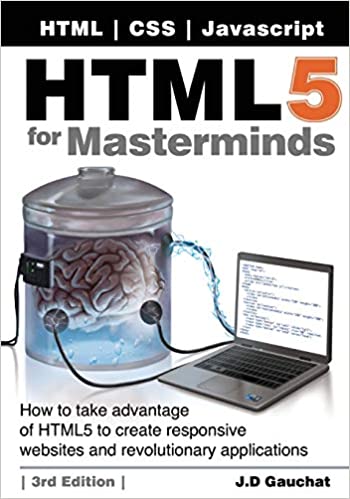 HTML | CSS | Javascript
HTML5
for Masterminds
How to take advantage
of HTML5 to create responsive
websites and revolutionary applications
| 3rd Edition |
J.D Gauchat